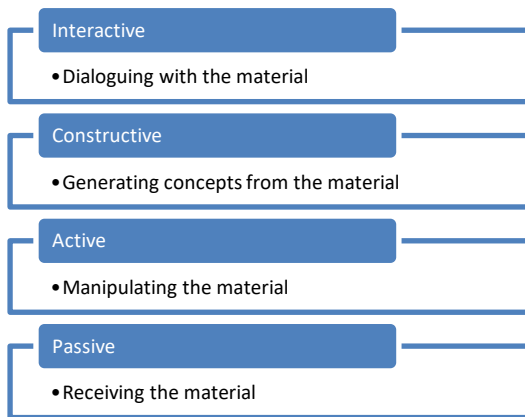 Interactive
•Dialoguing with the material
Constructive
•Generating concepts from the material
Active
•Manipulating the material
Passive
•Receiving the material